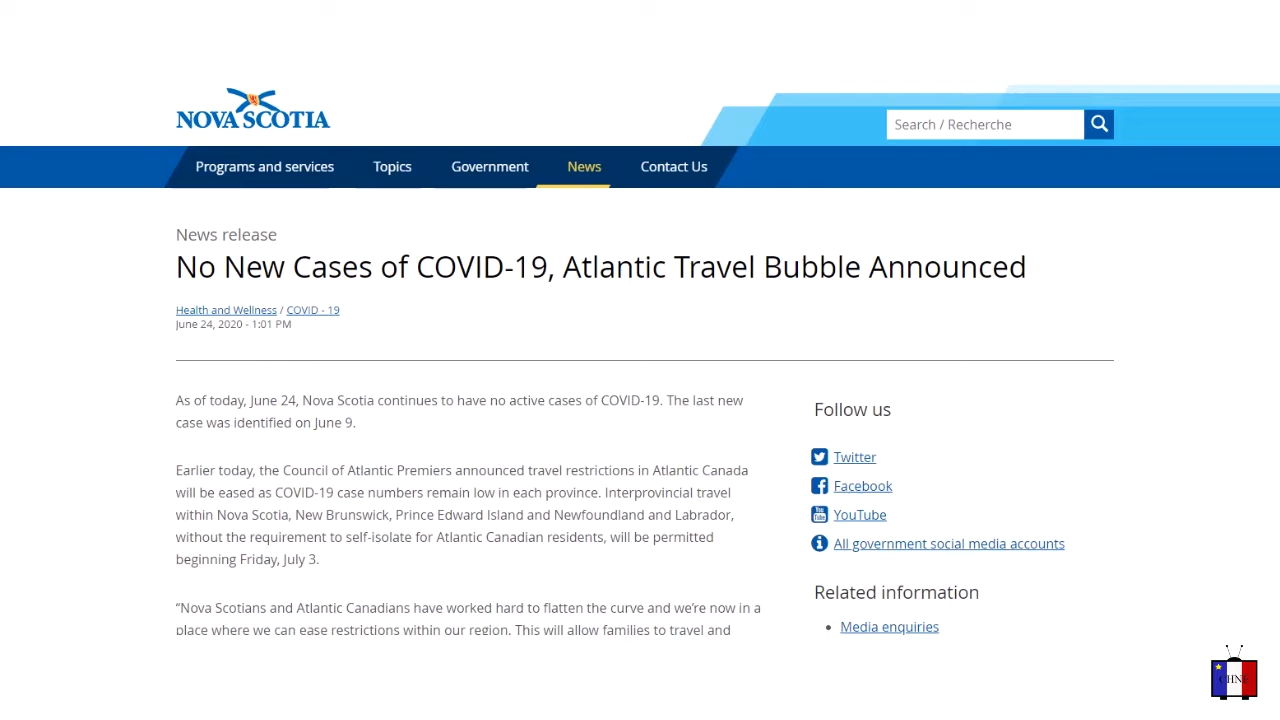 NOVA SCOTIA
Search / Recherche
Programs and services
Topics
Government
News
Contact Us
News release
No New Cases of COVID-19, Atlantic Travel Bubble Announced
Health and Wellness / COVID - 19
June 24, 2020 - 1:01 PM
As of today, June 24, Nova Scotia continues to have no active cases of COVID-19. The last new
case was identified on June 9.
Earlier today, the Council of Atlantic Premiers announced travel restrictions in Atlantic Canada
will be eased as COVID-19 case numbers remain low in each province. Interprovincial travel
within Nova Scotia, New Brunswick, Prince Edward Island and Newfoundland and Labrador,
without the requirement to self-isolate for Atlantic Canadian residents, will be permitted
beginning Friday, July 3.
“Nova Scotians and Atlantic Canadians have worked hard to flatten the curve and we’re now in a
place where we can ease restrictions within our region. This will allow families to travel and
Follow us
Twitter
Facebook
YouTube
All government social media accounts
Related information
• Media enquiries
CHNE